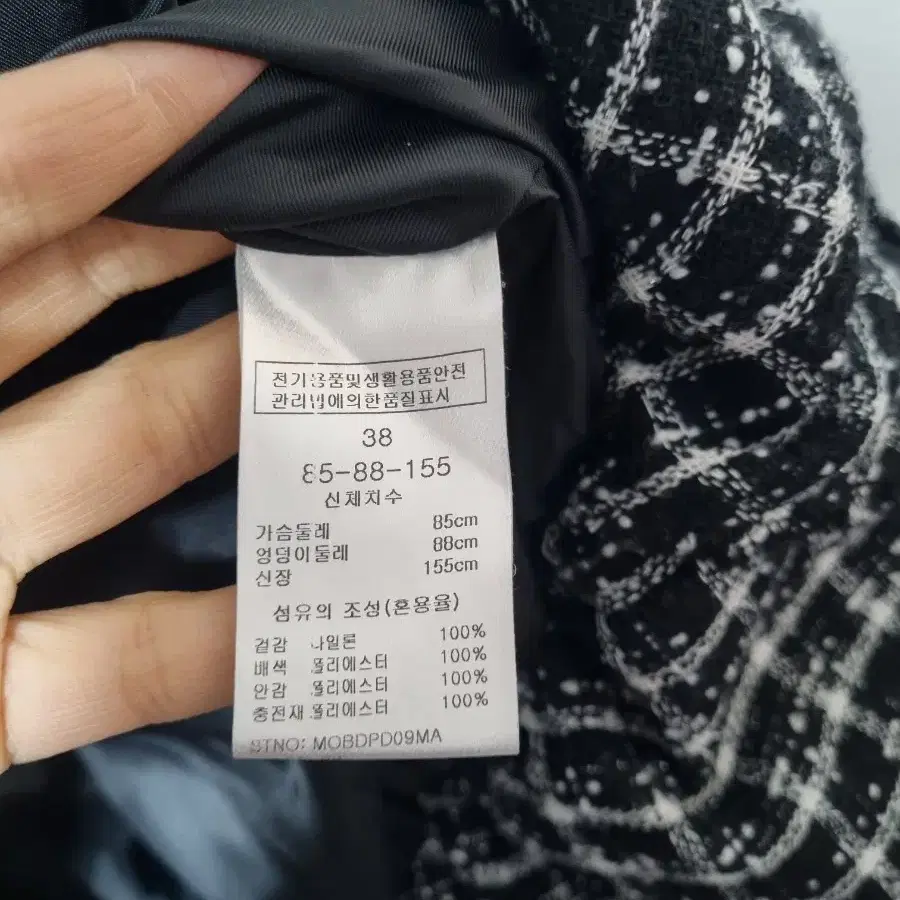 전기용품및생활용품안전
관리법에의한품질표시
38
85-88-155
신체치수
가슴둘레 85cm
엉덩이둘레 88cm
신장 155cm
섬유의 조성(혼용율)
겉감 나일론 100%
배색 폴리에스터 100%
안감 폴리에스터 100%
충전재 폴리에스터 100%
STNO: MOBDPD09MA